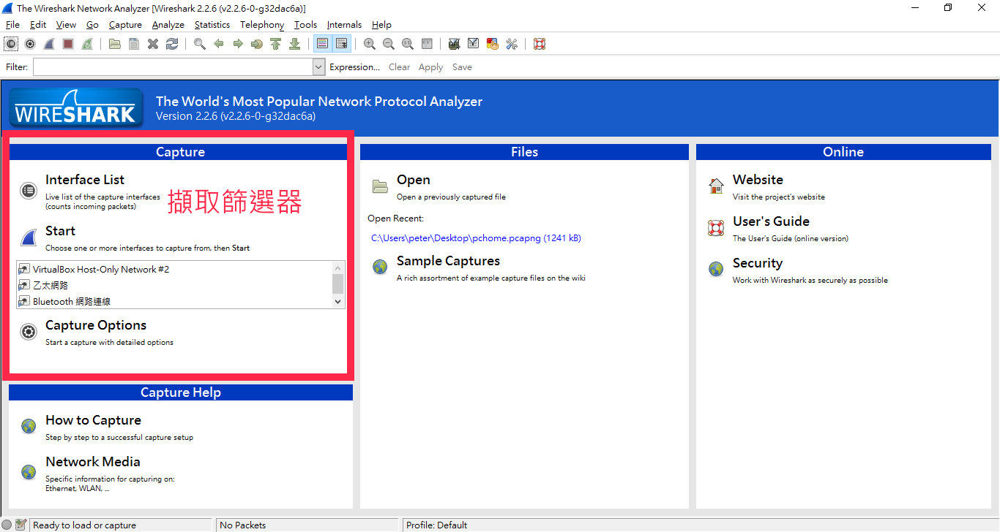 The Wireshark Network Analyzer [Wireshark 2.2.6 (v2.2.6-0-g32dac6a)]
File Edit View Go Capture Analyze Statistics Telephony Tools Internals Help
Filter: Expression... Clear Apply Save
WIRESHARK
The World's Most Popular Network Protocol Analyzer
Version 2.2.6 (v2.2.6-0-g32dac6a)
Capture
Interface List
Live list of the capture interfaces
(counts incoming packets)
擷取篩選器
Start
Choose one or more interfaces to capture from, then Start
VirtualBox Host-Only Network #2
乙太網路
Bluetooth 網路連線
Capture Options
Start a capture with detailed options
Capture Help
How to Capture
Step by step to a successful capture setup
Network Media
Specific information for capturing on:
Ethernet, WLAN, ...
Files
Open
Open a previously captured file
Open Recent:
C:\Users\peter\Desktop\pchome.pcapng (1241 kB)
Sample Captures
A rich assortment of example capture files on the wiki
Online
Website
Visit the project's website
User's Guide
The User's Guide (online version)
Security
Work with Wireshark as securely as possible
Ready to load or capture
No Packets
Profile: Default